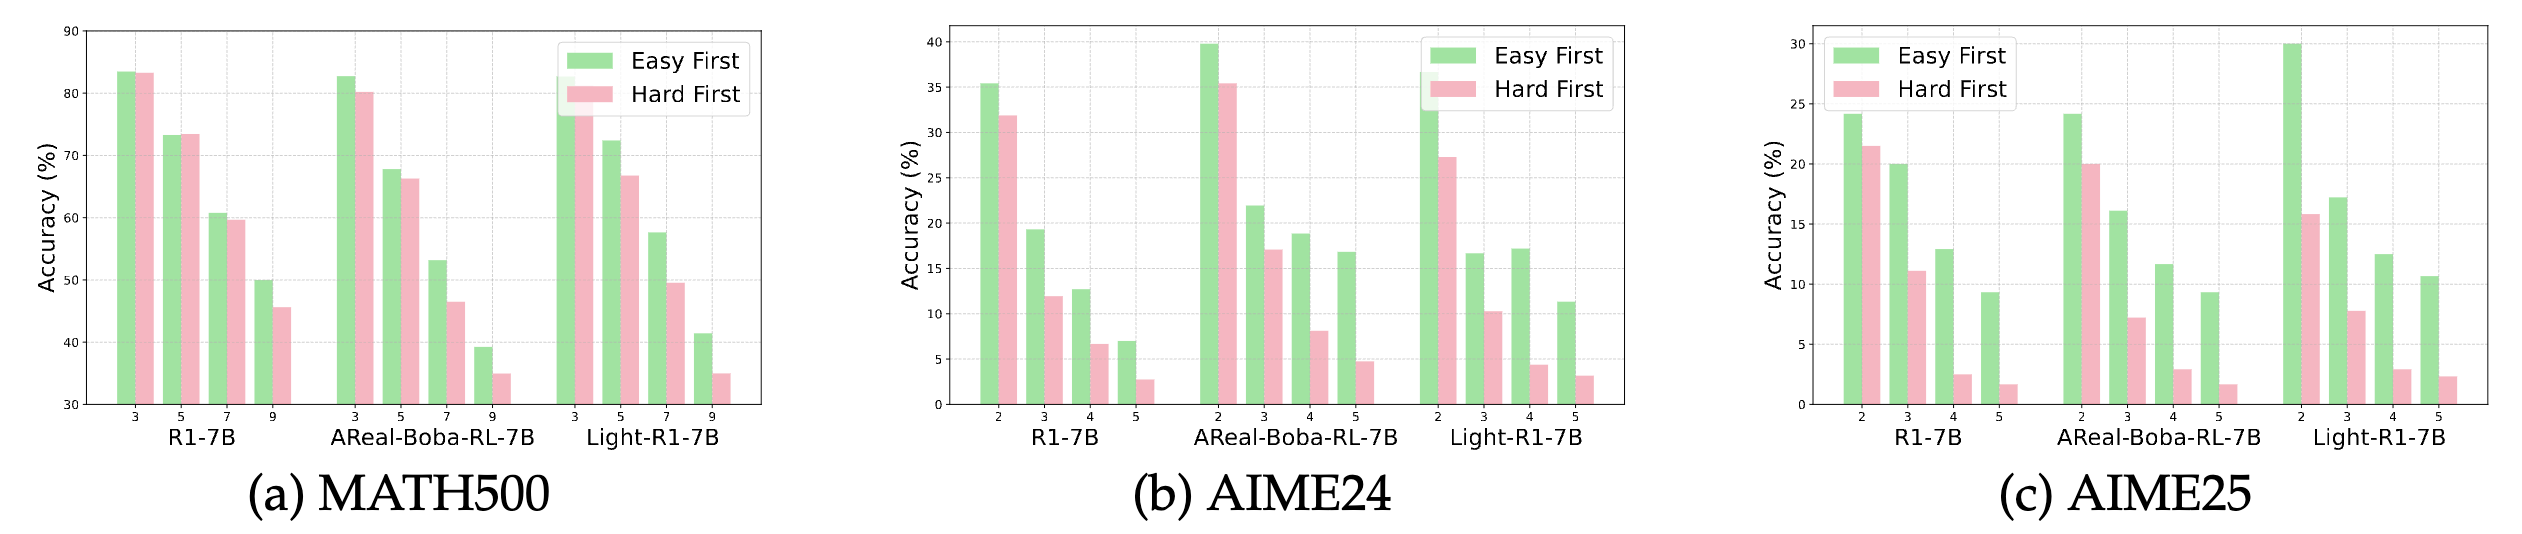 90
80
70
60
50
40
30
Accuracy (%)
Easy First
Hard First
3 5 7 9 3 5 7 9 3 5 7 9
R1-7B AReal-Boba-RL-7B Light-R1-7B
(a) MATH500
40
35
30
25
20
15
10
5
0
Accuracy (%)
Easy First
Hard First
2 3 4 5 2 3 4 5 2 3 4 5
R1-7B AReal-Boba-RL-7B Light-R1-7B
(b) AIME24
30
25
20
15
10
5
0
Accuracy (%)
Easy First
Hard First
2 3 4 5 2 3 4 5 2 3 4 5
R1-7B AReal-Boba-RL-7B Light-R1-7B
(c) AIME25